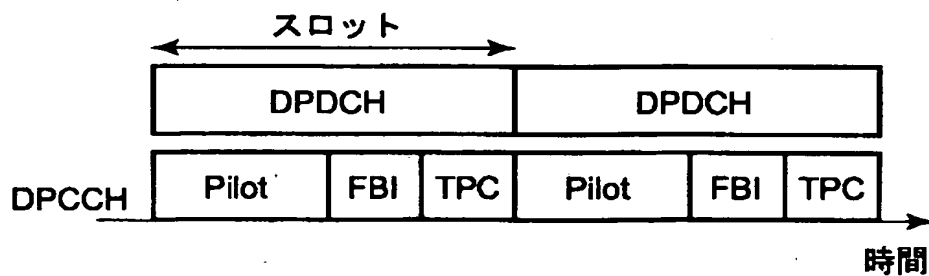 スロット
DPDCH DPDCH
DPCCH Pilot FBI TPC Pilot FBI TPC
時間